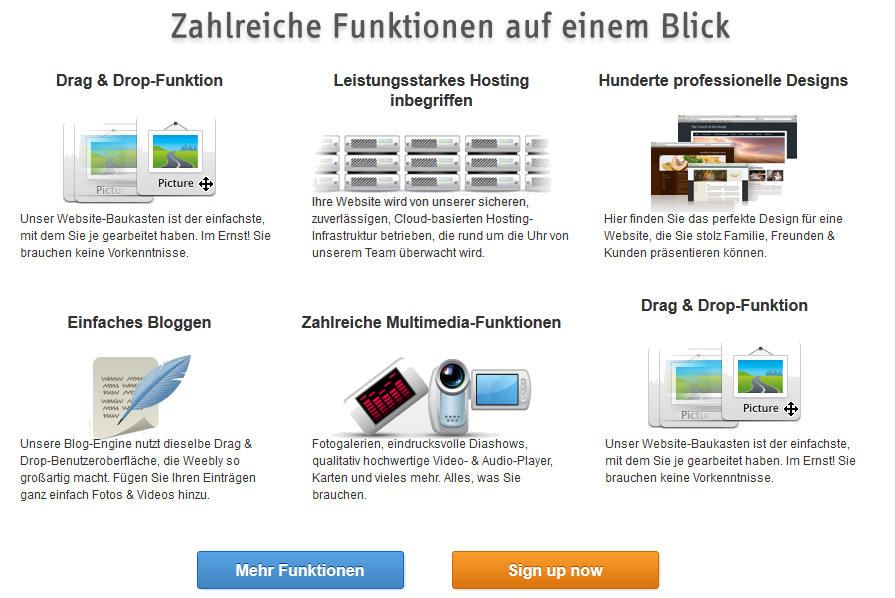 Zahlreiche Funktionen auf einem Blick
Drag & Drop-Funktion
Picture
Unser Website-Baukasten ist der einfachste,
mit dem Sie je gearbeitet haben. Im Ernst! Sie
brauchen keine Vorkenntnisse.
Leistungsstarkes Hosting
inbegriffen
Ihre Website wird von unserer sicheren,
zuverlässigen, Cloud-basierten Hosting-
Infrastruktur betrieben, die rund um die Uhr von
unserem Team überwacht wird.
Hunderte professionelle Designs
Hier finden Sie das perfekte Design für eine
Website, die Sie stolz Familie, Freunden &
Kunden präsentieren können.
Einfaches Bloggen
Unsere Blog-Engine nutzt dieselbe Drag &
Drop-Benutzeroberfläche, die Weebly so
großartig macht. Fügen Sie Ihren Einträgen
ganz einfach Fotos & Videos hinzu.
Zahlreiche Multimedia-Funktionen
Fotogalerien, eindrucksvolle Diashows,
qualitativ hochwertige Video- & Audio-Player,
Karten und vieles mehr. Alles, was Sie
brauchen.
Drag & Drop-Funktion
Picture
Unser Website-Baukasten ist der einfachste,
mit dem Sie je gearbeitet haben. Im Ernst! Sie
brauchen keine Vorkenntnisse.
Mehr Funktionen
Sign up now